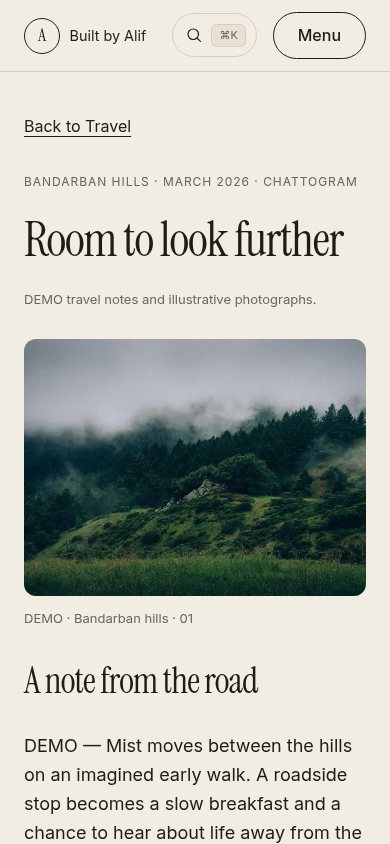 A
Built by Alif
⌘K
Menu
Back to Travel
BANDARBAN HILLS · MARCH 2026 · CHATTOGRAM
Room to look further
DEMO travel notes and illustrative photographs.
DEMO · Bandarban hills · 01
A note from the road
DEMO — Mist moves between the hills
on an imagined early walk. A roadside
stop becomes a slow breakfast and a
chance to hear about life away from the